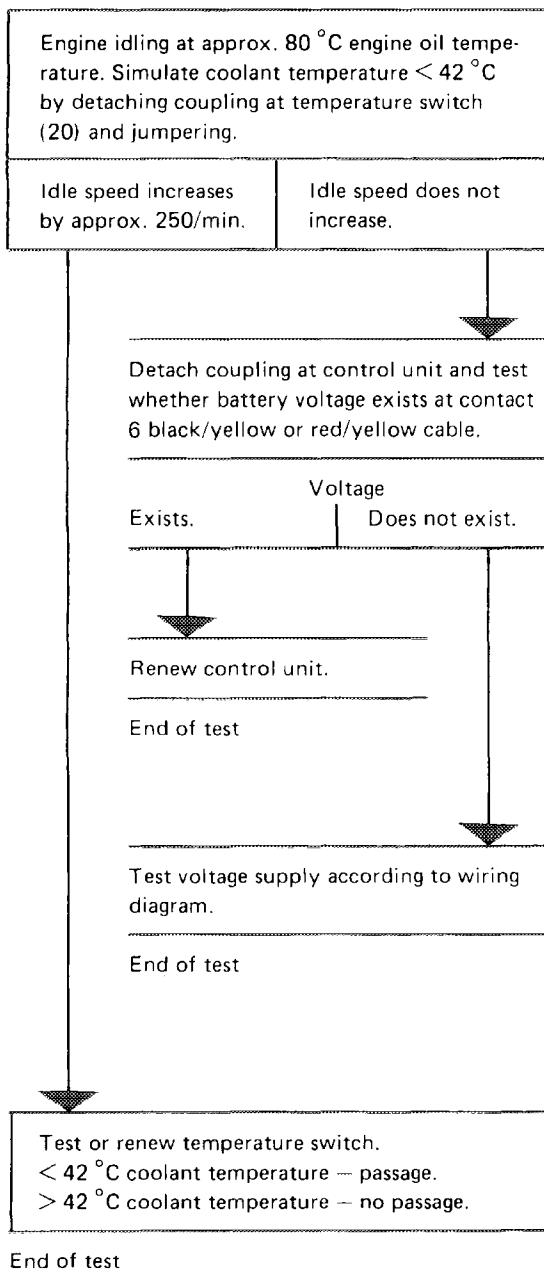 Engine idling at approx. 80 °C engine oil tempe-
rature. Simulate coolant temperature < 42 °C
by detaching coupling at temperature switch
(20) and jumpering.
Idle speed increases
by approx. 250/min.
Idle speed does not
increase.
Detach coupling at control unit and test
whether battery voltage exists at contact
6 black/yellow or red/yellow cable.
Voltage
Exists.
Does not exist.
Renew control unit.
End of test
Test voltage supply according to wiring
diagram.
End of test
Test or renew temperature switch.
< 42 °C coolant temperature — passage.
> 42 °C coolant temperature — no passage.
End of test